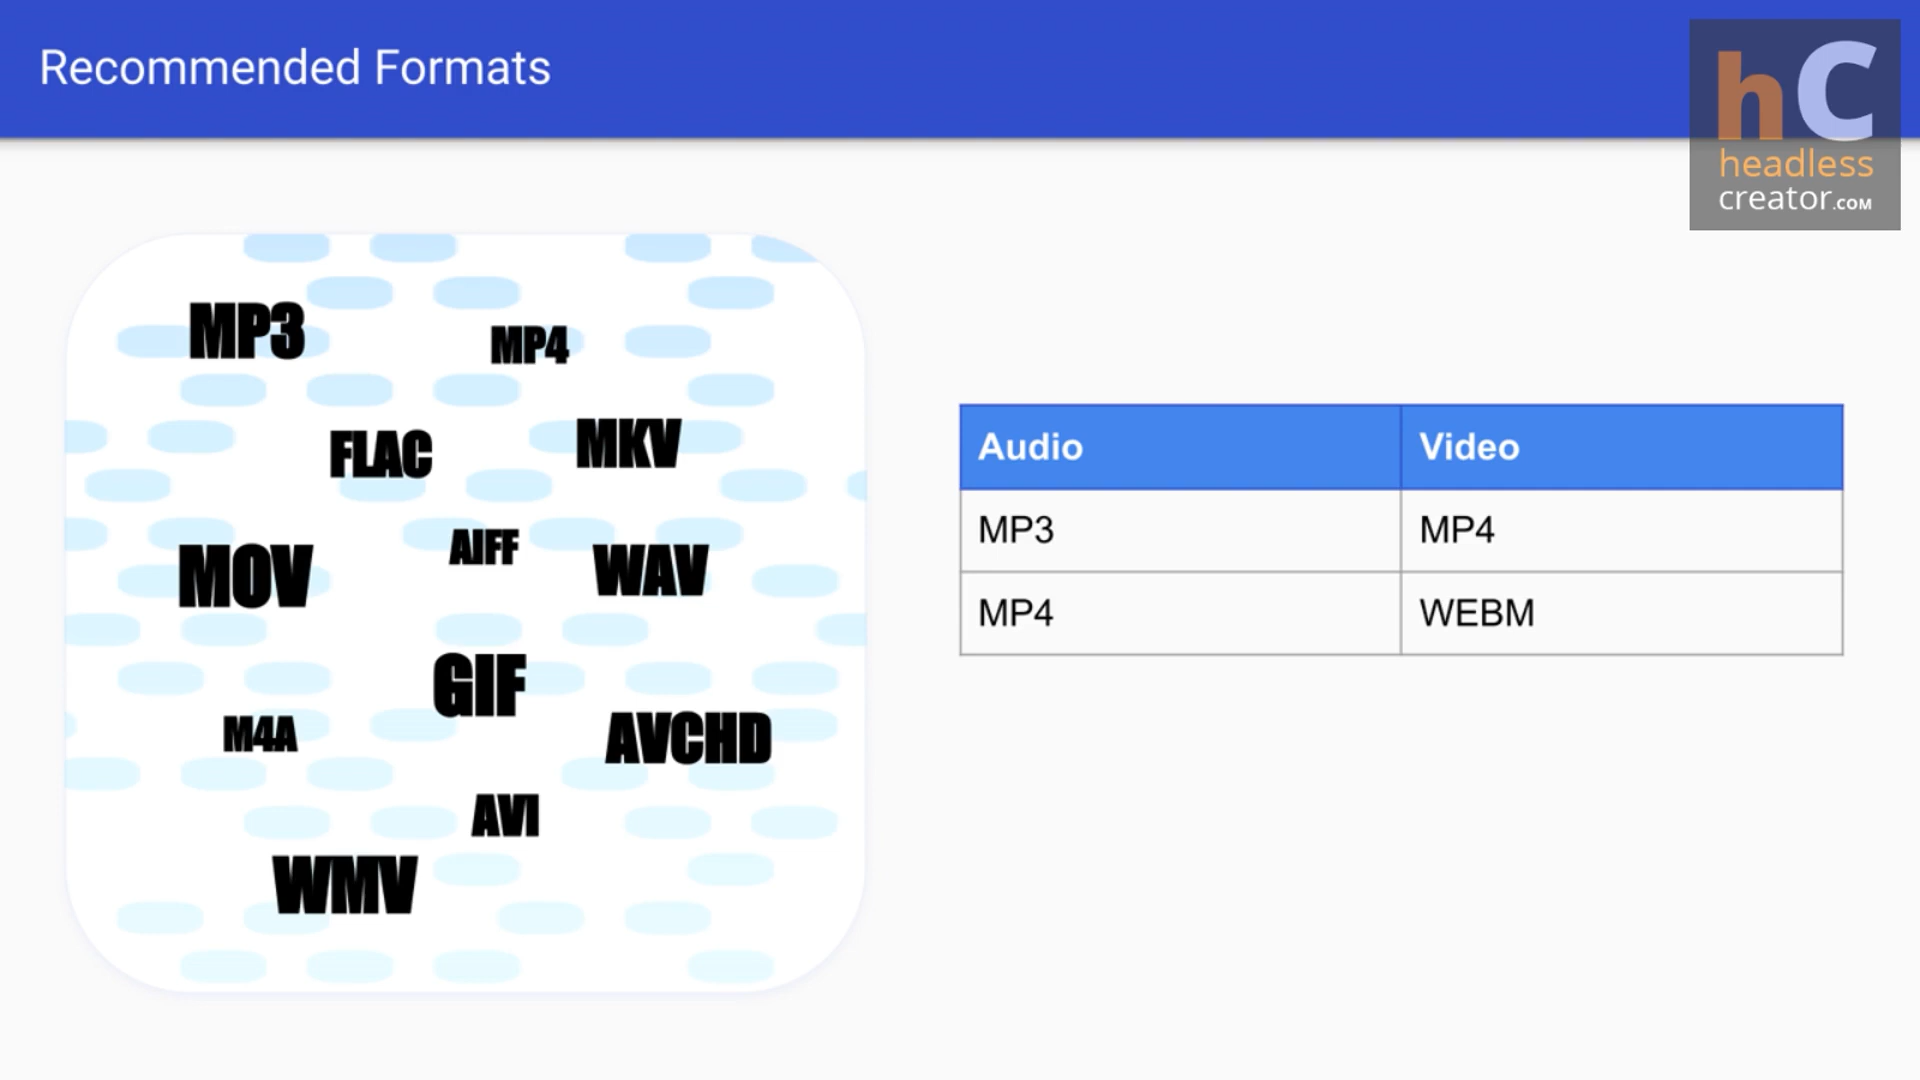 Recommended Formats
hC
headless
creator.COM
MP3
MP4
FLAC
MKV
MOV
AIFF
WAV
GIF
M4A
AVCHD
AVI
WMV
Audio Video
MP3 MP4
MP4 WEBM